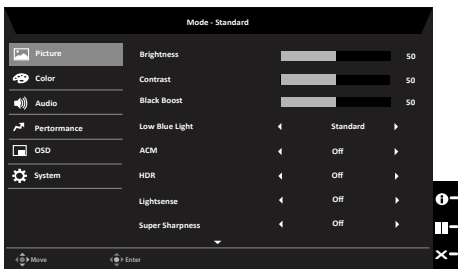 Mode - Standard
Picture
Color
Audio
Pertormance
OSD
System
Brightness 50
Contrast 50
Black Boost 50
Low Blue Light Standard
ACM Off
HDR Off
Lightsense Off
Super Sharpness Off
Move Enter